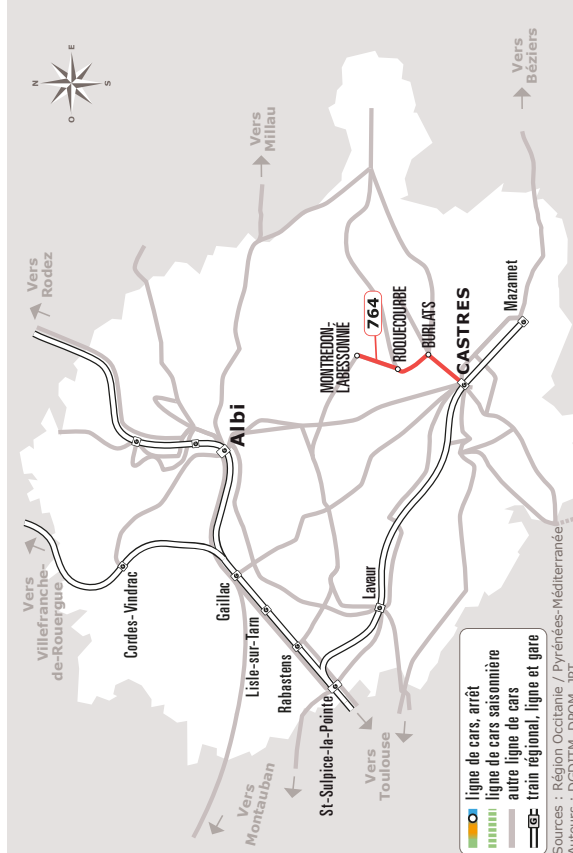 N
E
S
O
Vers
Rodez
Vers
Villefranche-
de-Rouergue
Vers
Millau
Vers
Béziers
Vers
Montauban
Vers
Toulouse
Cordes-Vindrac
Albi
Gaillac
Lisle-sur-Tarn
Rabastens
St-Sulpice-la-Pointe
Lavaur
MONTREDON-
LABESSONNIÉ
764
ROQUECOURBE
BURLATS
CASTRES
Mazamet
ligne de cars, arrêt
ligne de cars saisonnière
autre ligne de cars
G train régional, ligne et gare
Sources : Région Occitanie / Pyrénées-Méditerranée